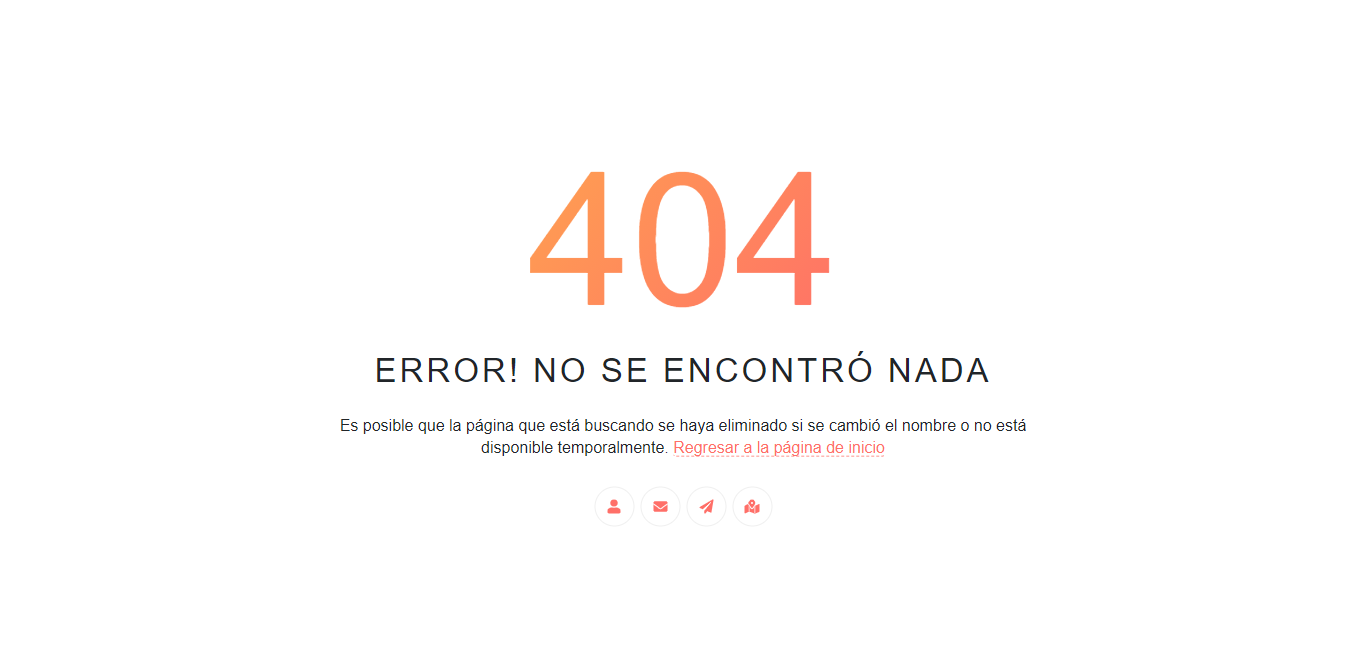 404
ERROR! NO SE ENCONTRÓ NADA
Es posible que la página que está buscando se haya eliminado si se cambió el nombre o no está
disponible temporalmente. Regresar a la página de inicio